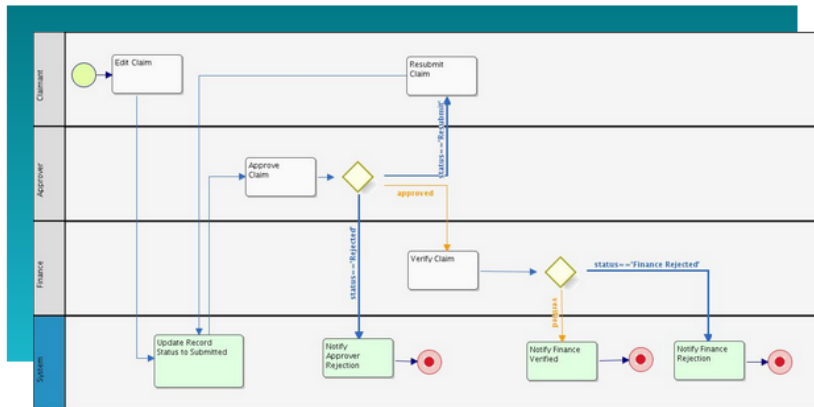 Claimant
Edit Claim
Resubmit
Claim
status=='Resubmit'
Approver
Approve
Claim
approved
status=='Rejected'
Finance
Verify Claim
status=='Finance Rejected'
verified
System
Update Record
Status to Submitted
Notify
Approver
Rejection
Notify Finance
Verified
Notify Finance
Rejection